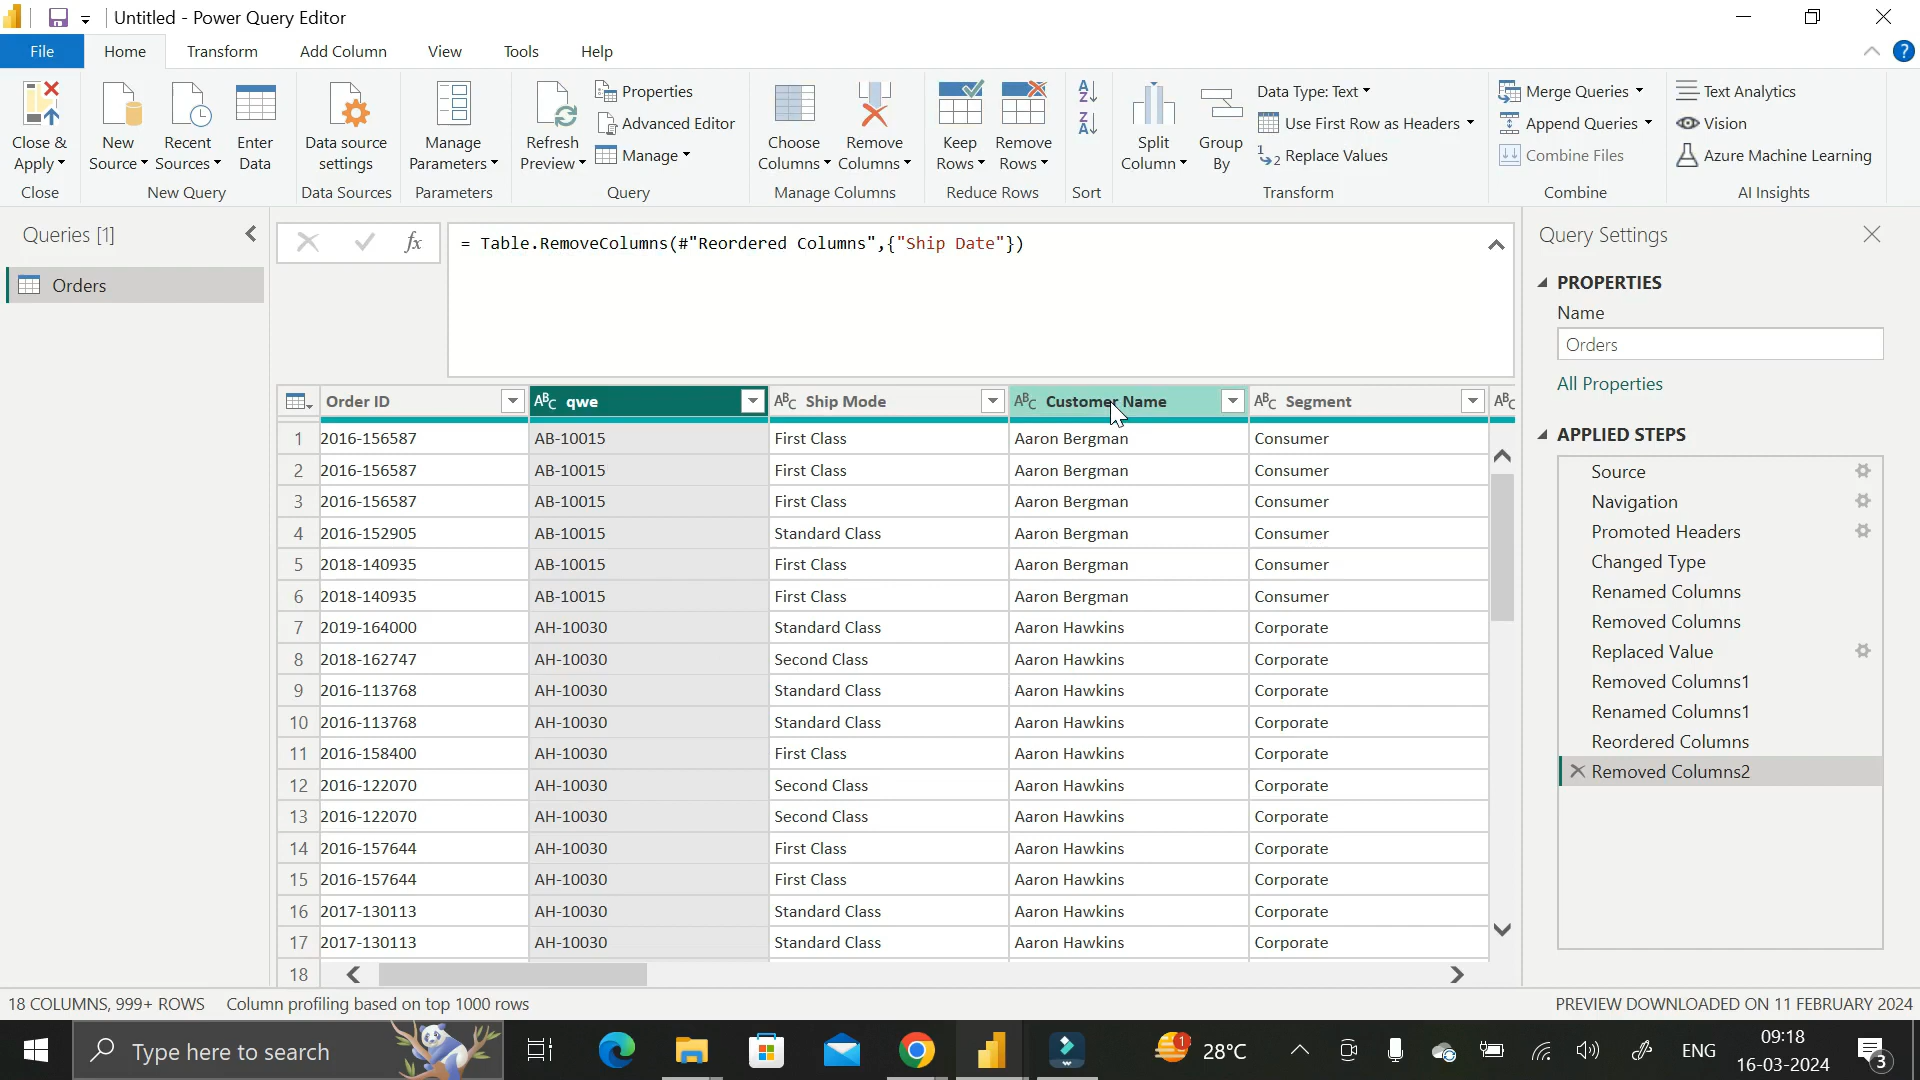 Untitled - Power Query Editor
File Home Transform Add Column View Tools Help
Close & Apply
Close
New Source
Recent Sources
Enter Data
New Query
Data source settings
Data Sources
Manage Parameters
Parameters
Refresh Preview
Properties
Advanced Editor
Manage
Query
Choose Columns
Remove Columns
Manage Columns
Keep Rows
Remove Rows
Reduce Rows
Sort
Split Column
Group By
Data Type: Text
Use First Row as Headers
Replace Values
Transform
Merge Queries
Append Queries
Combine Files
Combine
Text Analytics
Vision
Azure Machine Learning
AI Insights
Queries [1]
Orders
fx
= Table.RemoveColumns(#"Reordered Columns",{"Ship Date"})
Order ID ABC qwe ABC Ship Mode ABC Customer Name ABC Segment ABC
1 2016-156587 AB-10015 First Class Aaron Bergman Consumer
2 2016-156587 AB-10015 First Class Aaron Bergman Consumer
3 2016-156587 AB-10015 First Class Aaron Bergman Consumer
4 2016-152905 AB-10015 Standard Class Aaron Bergman Consumer
5 2018-140935 AB-10015 First Class Aaron Bergman Consumer
6 2018-140935 AB-10015 First Class Aaron Bergman Consumer
7 2019-164000 AH-10030 Standard Class Aaron Hawkins Corporate
8 2018-162747 AH-10030 Second Class Aaron Hawkins Corporate
9 2016-113768 AH-10030 Standard Class Aaron Hawkins Corporate
10 2016-113768 AH-10030 Standard Class Aaron Hawkins Corporate
11 2016-158400 AH-10030 First Class Aaron Hawkins Corporate
12 2016-122070 AH-10030 Second Class Aaron Hawkins Corporate
13 2016-122070 AH-10030 Second Class Aaron Hawkins Corporate
14 2016-157644 AH-10030 First Class Aaron Hawkins Corporate
15 2016-157644 AH-10030 First Class Aaron Hawkins Corporate
16 2017-130113 AH-10030 Standard Class Aaron Hawkins Corporate
17 2017-130113 AH-10030 Standard Class Aaron Hawkins Corporate
18
Query Settings
PROPERTIES
Name
Orders
All Properties
APPLIED STEPS
Source
Navigation
Promoted Headers
Changed Type
Renamed Columns
Removed Columns
Replaced Value
Removed Columns1
Renamed Columns1
Reordered Columns
Removed Columns2
18 COLUMNS, 999+ ROWS Column profiling based on top 1000 rows
PREVIEW DOWNLOADED ON 11 FEBRUARY 2024
Type here to search
1
28°C
ENG
09:18
16-03-2024
3